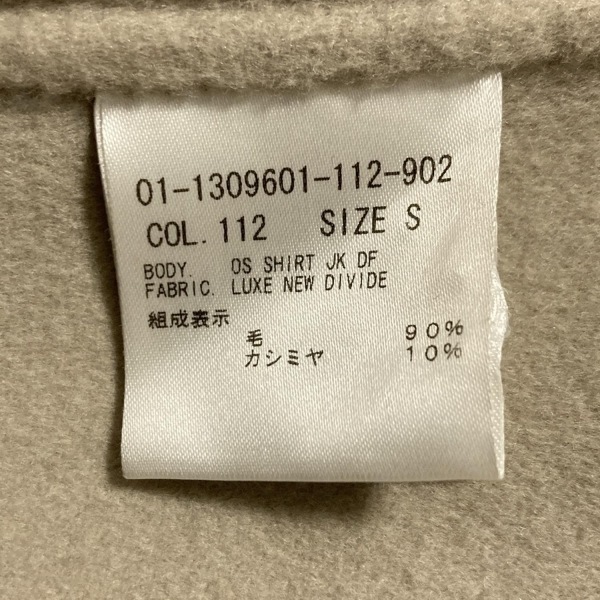 01-1309601-112-902
COL. 112 SIZE S
BODY. OS SHIRT JK DF
FABRIC. LUXE NEW DIVIDE
組成表示
毛 90%
カシミヤ 10%